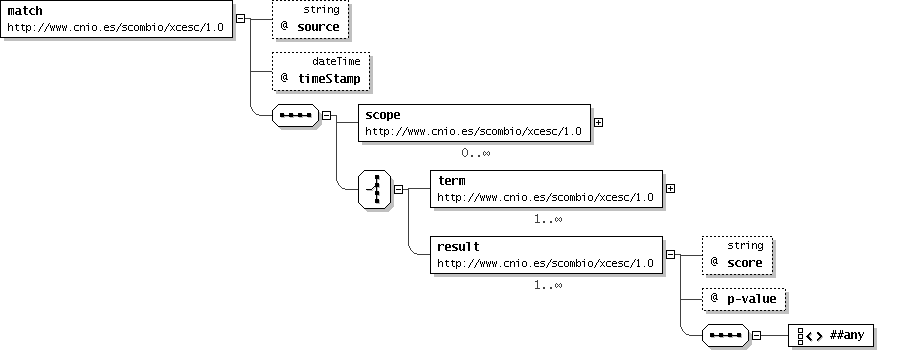 match
http://www.cnio.es/scombio/xcesc/1.0
string
@ source
dateTime
@ timeStamp
scope
http://www.cnio.es/scombio/xcesc/1.0
0..∞
term
http://www.cnio.es/scombio/xcesc/1.0
1..∞
result
http://www.cnio.es/scombio/xcesc/1.0
1..∞
string
@ score
@ p-value
##any